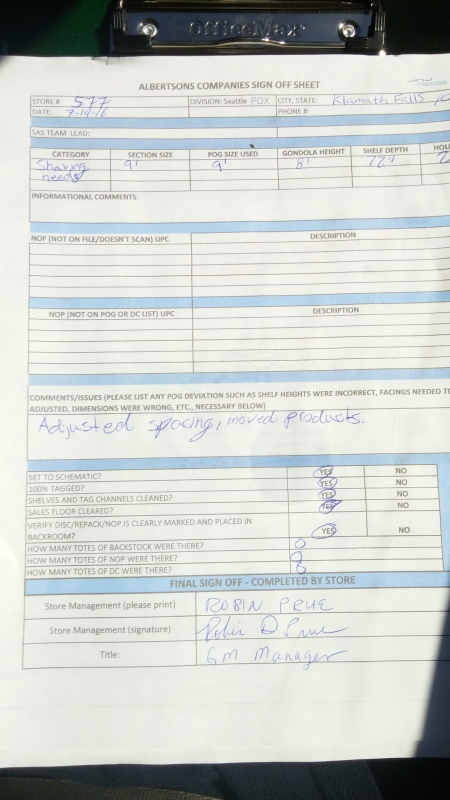 OfficeMax
ALBERTSONS COMPANIES SIGN OFF SHEET
STORE # 577 DIVISION: Seattle PDX CITY, STATE: Klamath Falls
DATE: 7-14-16 PHONE #:
SAS TEAM LEAD:
CATEGORY SECTION SIZE POG SIZE USED GONDOLA HEIGHT SHELF DEPTH HOU
Shaving 9' 9' 8'
needs
INFORMATIONAL COMMENTS:
NOF (NOT ON FILE/DOESN'T SCAN) UPC DESCRIPTION
NOP (NOT ON POG OR DC LIST) UPC DESCRIPTION
COMMENTS/ISSUES (PLEASE LIST ANY POG DEVIATION SUCH AS SHELF HEIGHTS WERE INCORRECT, FACINGS NEEDED TO
ADJUSTED, DIMENSIONS WERE WRONG, ETC., NECESSARY BELOW)
Adjusted spacing, moved products.
SET TO SCHEMATIC? YES NO
100% TAGGED? YES NO
SHELVES AND TAG CHANNELS CLEANED? YES NO
SALES FLOOR CLEARED? YES NO
VERIFY DISC/REPACK/NOP IS CLEARLY MARKED AND PLACED IN
BACKROOM? YES NO
HOW MANY TOTES OF BACKSTOCK WERE THERE? 0
HOW MANY TOTES OF NOP WERE THERE? 0
HOW MANY TOTES OF DC WERE THERE? 0
FINAL SIGN OFF - COMPLETED BY STORE
Store Management (please print) ROBIN PRUE
Store Management (signature) Robin D Prue
Title: GM Manager